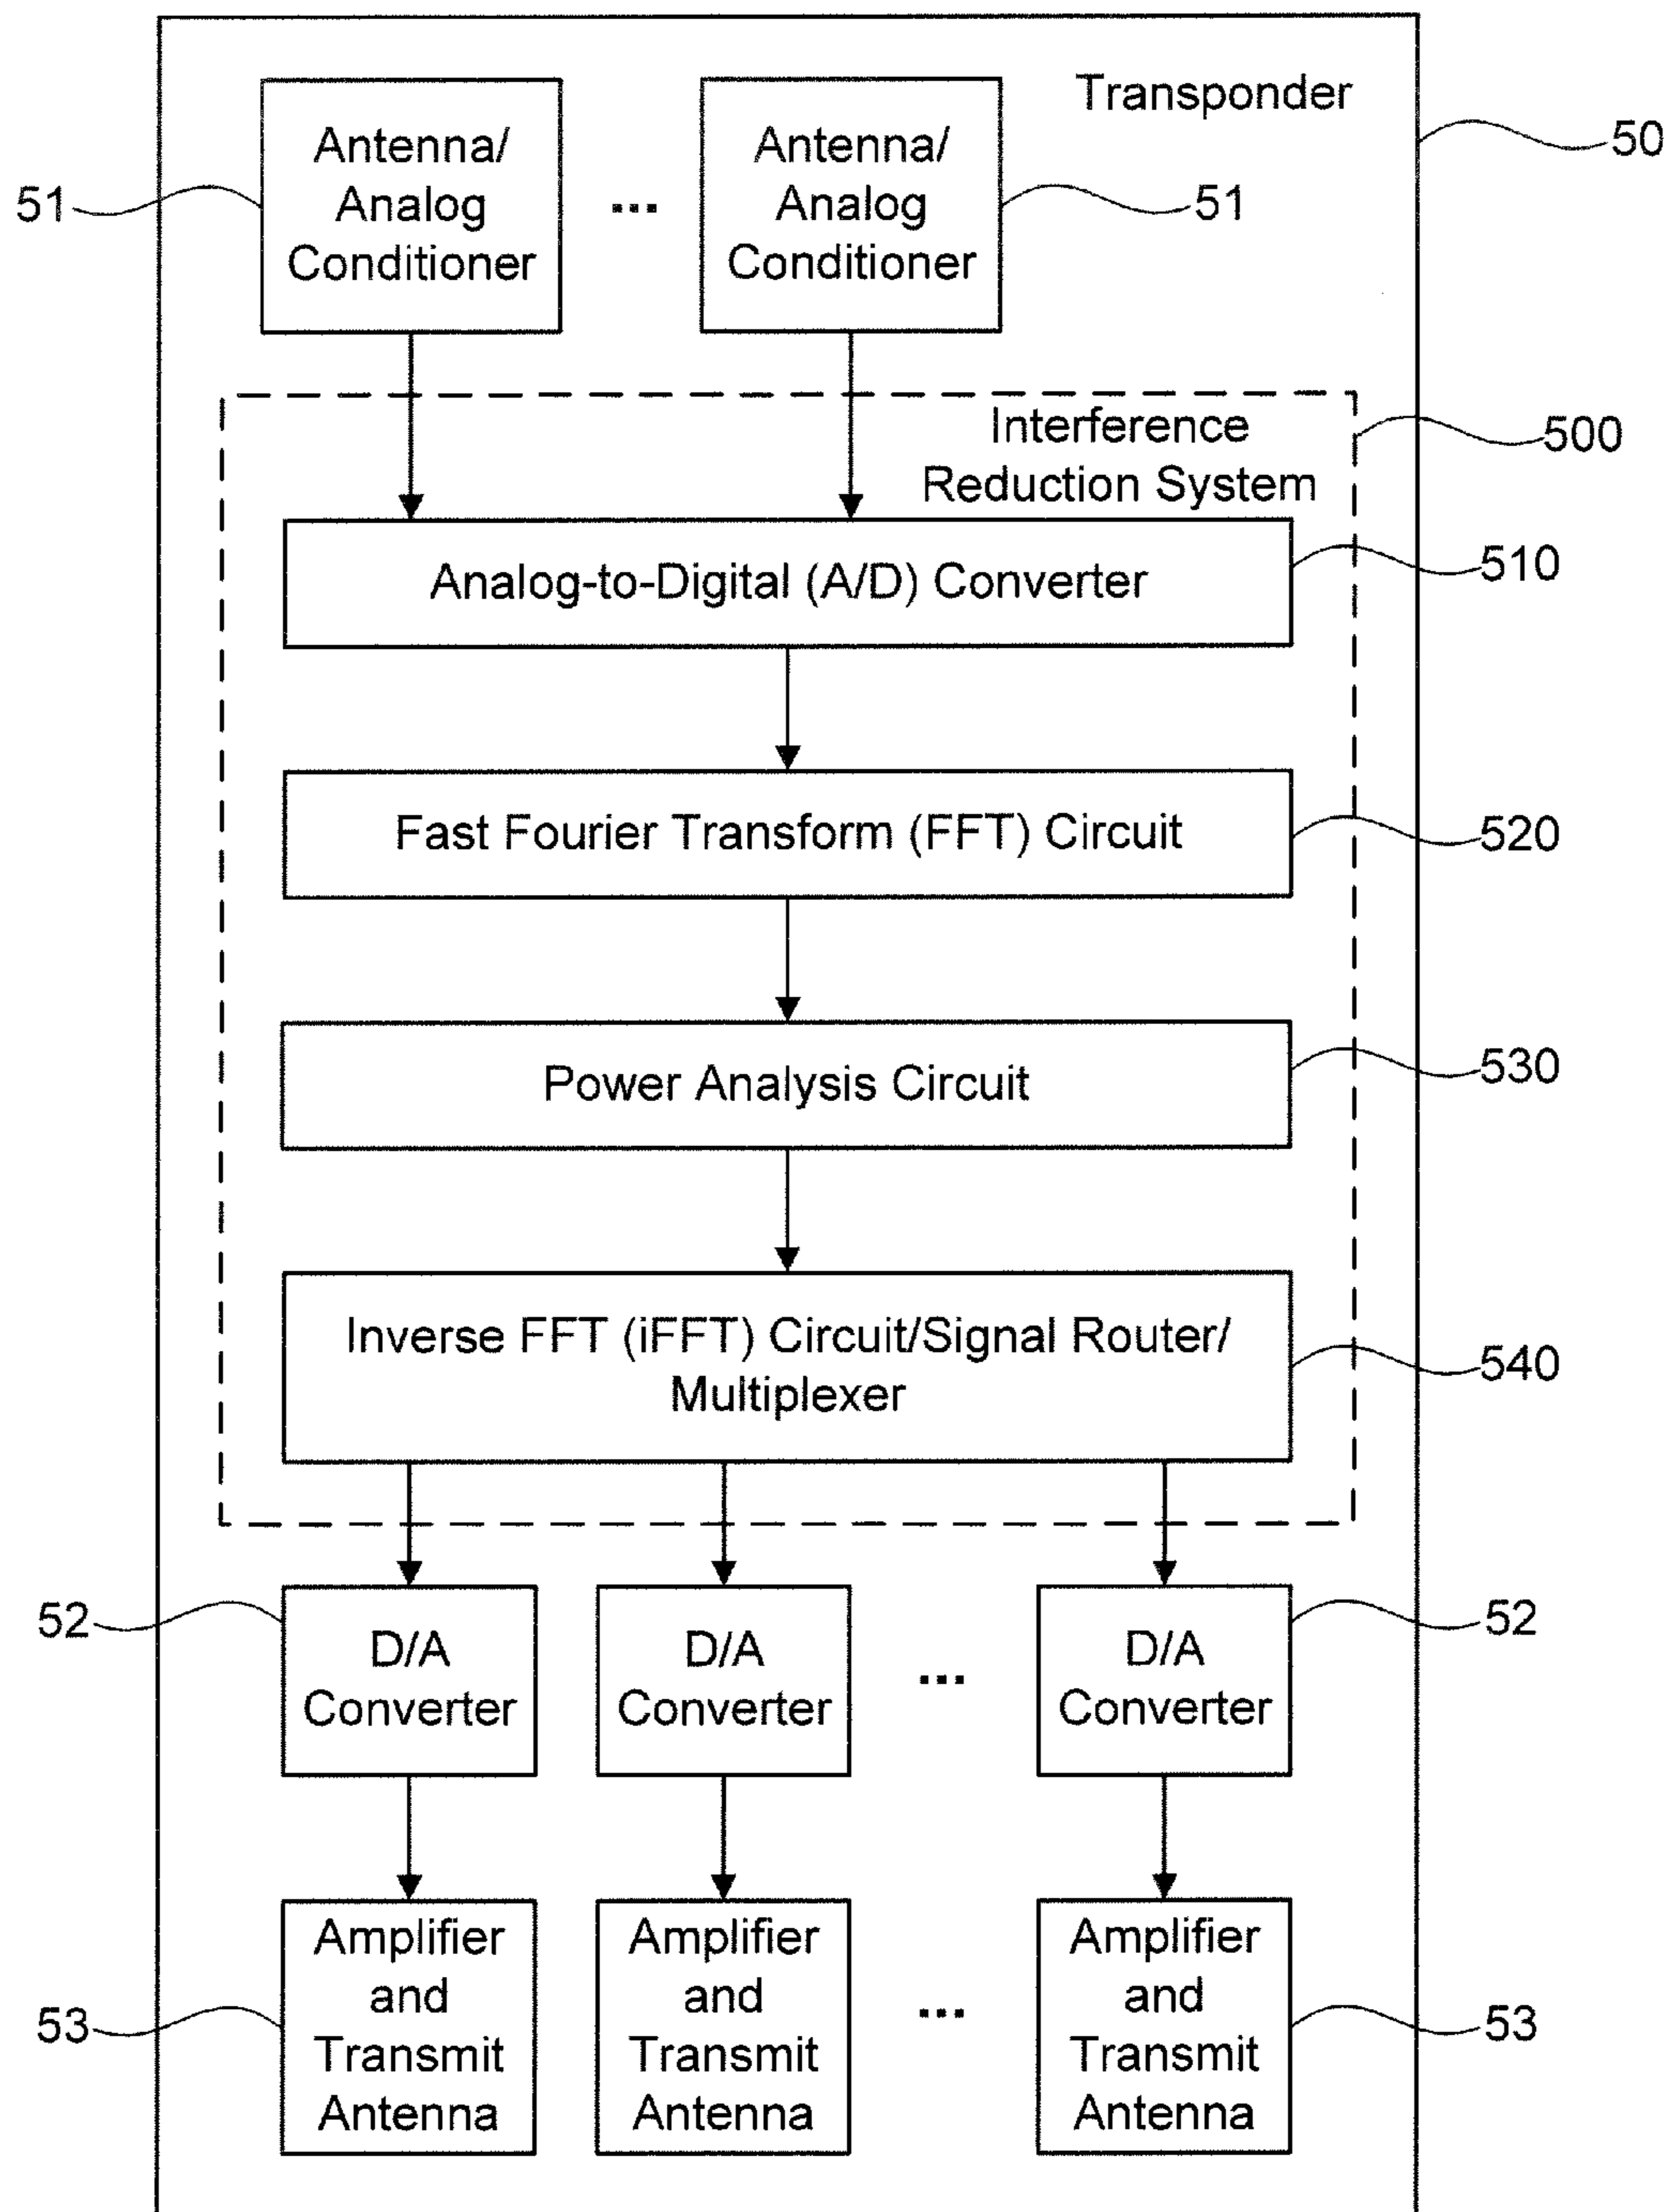 Transponder
50
Antenna/
Analog
Conditioner
Antenna/
Analog
Conditioner
51
...
51
Interference
Reduction System
500
Analog-to-Digital (A/D) Converter
510
Fast Fourier Transform (FFT) Circuit
520
Power Analysis Circuit
530
Inverse FFT (iFFT) Circuit/Signal Router/
Multiplexer
540
52
D/A
Converter
D/A
Converter
...
D/A
Converter
52
53
Amplifier
and
Transmit
Antenna
Amplifier
and
Transmit
Antenna
...
Amplifier
and
Transmit
Antenna
53